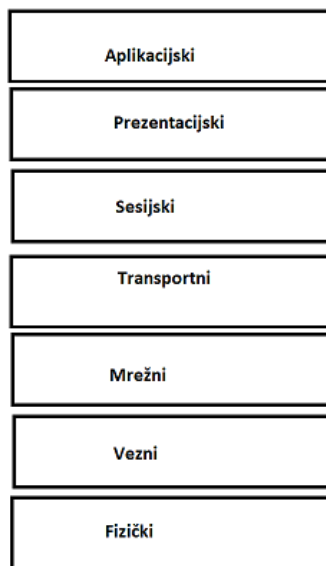 Aplikacijski
Prezentacijski
Sesijski
Transportni
Mrežni
Vezni
Fizički